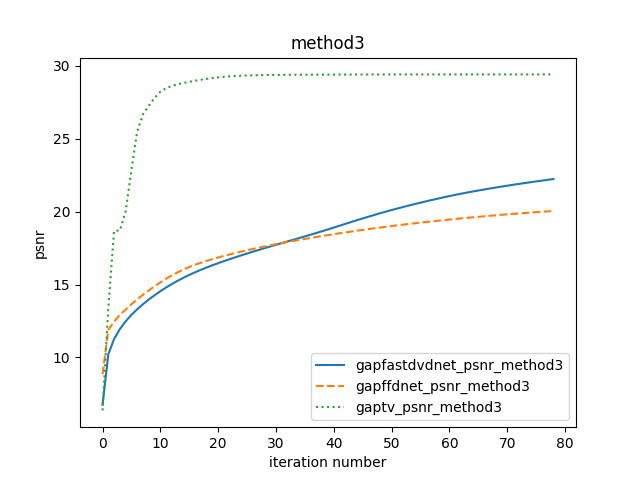 method3
psnr
30
25
20
15
10
0 10 20 30 40 50 60 70 80
iteration number
gapfastdvdnet_psnr_method3
gapffdnet_psnr_method3
gaptv_psnr_method3